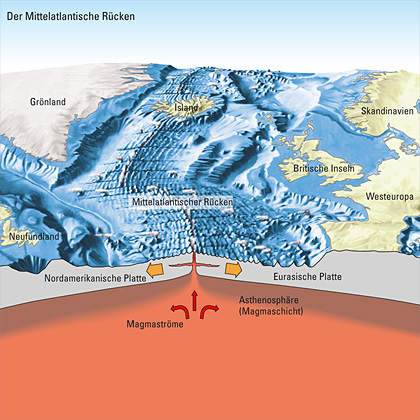 Der Mittelatlantische Rücken
Grönland
Island
Skandinavien
Britische Inseln
Westeuropa
Mittelatlantischer Rücken
Neufundland
Nordamerikanische Platte
Eurasische Platte
Asthenosphäre
(Magmaschicht)
Magmaströme